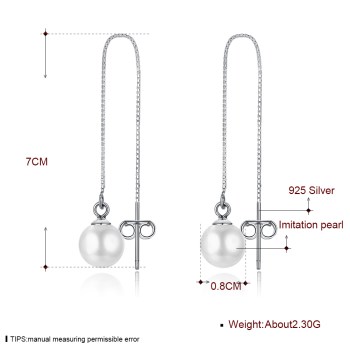 7CM
925 Silver
Imitation pearl
0.8CM
Weight:About2.30G
TIPS:manual measuring permissible error